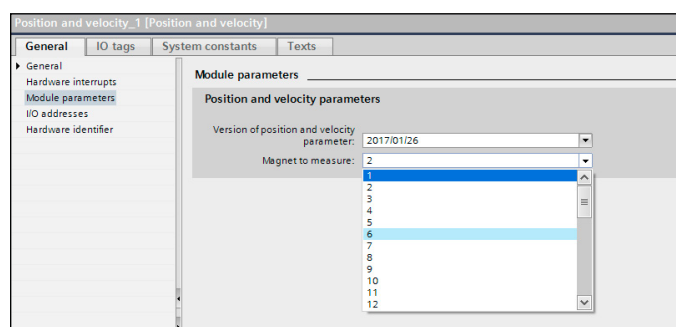 Position and velocity_1 [Position and velocity]
General IO tags System constants Texts
General
Hardware interrupts
Module parameters
I/O addresses
Hardware identifier
Module parameters
Position and velocity parameters
Version of position and velocity
parameter: 2017/01/26
Magnet to measure: 2
1
2
3
4
5
6
7
8
9
10
11
12